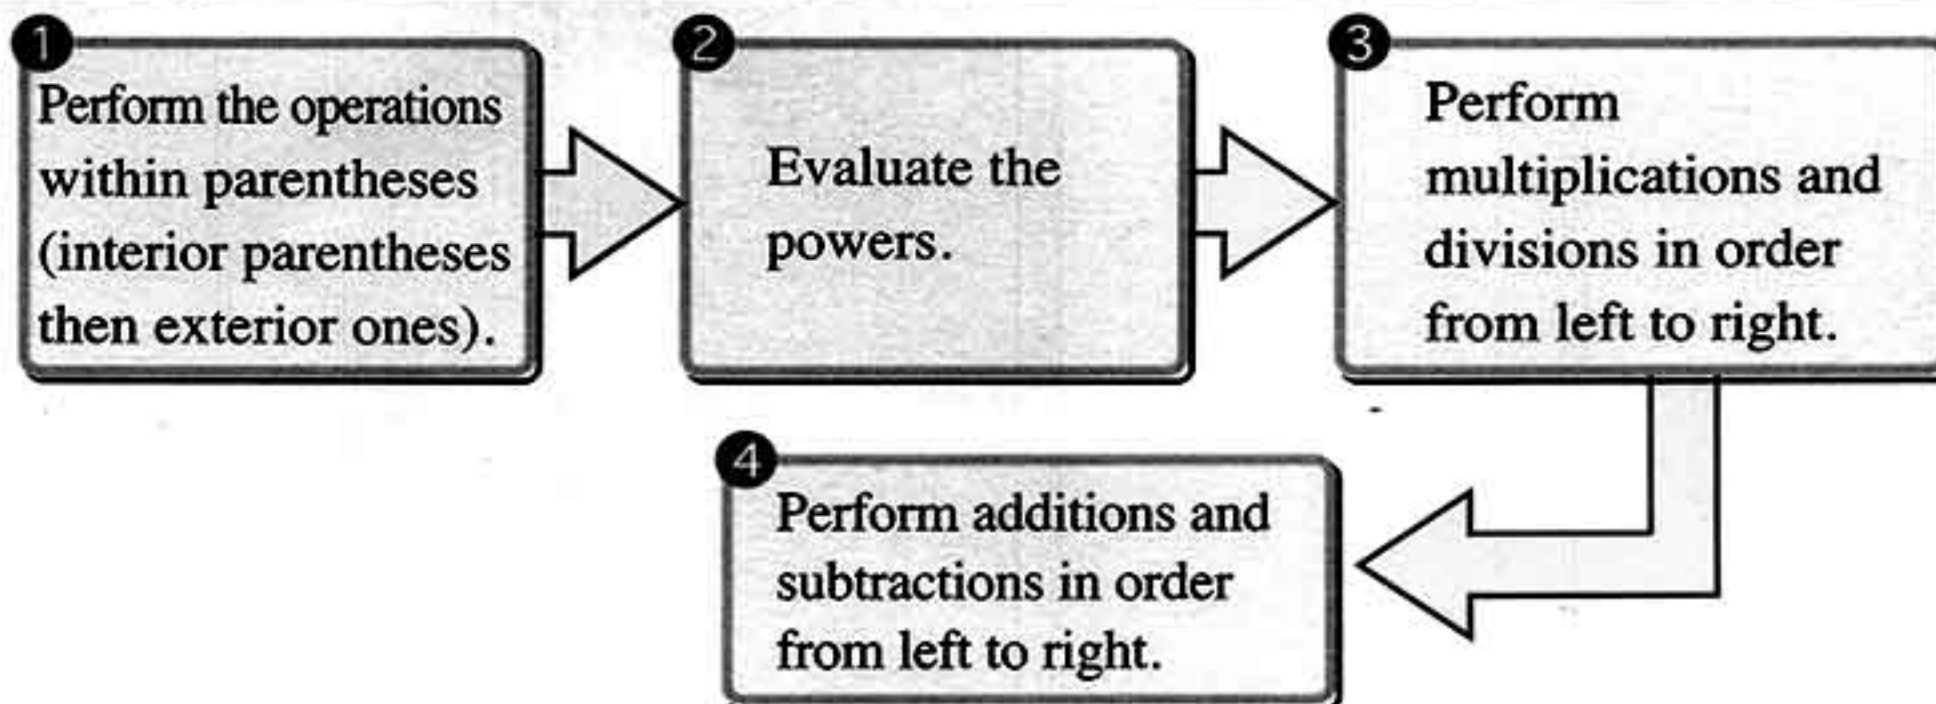 1
Perform the operations
within parentheses
(interior parentheses
then exterior ones).
2
Evaluate the
powers.
3
Perform
multiplications and
divisions in order
from left to right.
4
Perform additions and
subtractions in order
from left to right.